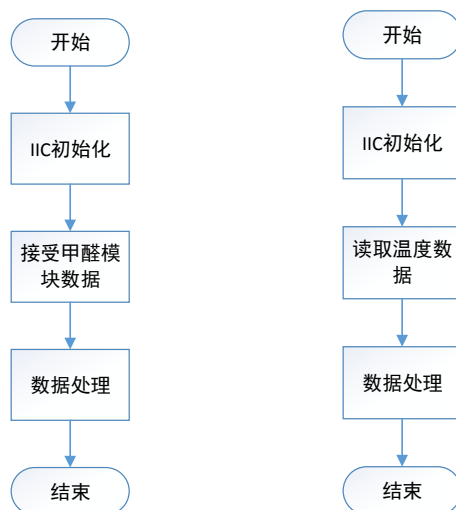 开始
IIC初始化
接受甲醛模
块数据
数据处理
结束
开始
IIC初始化
读取温度数
据
数据处理
结束